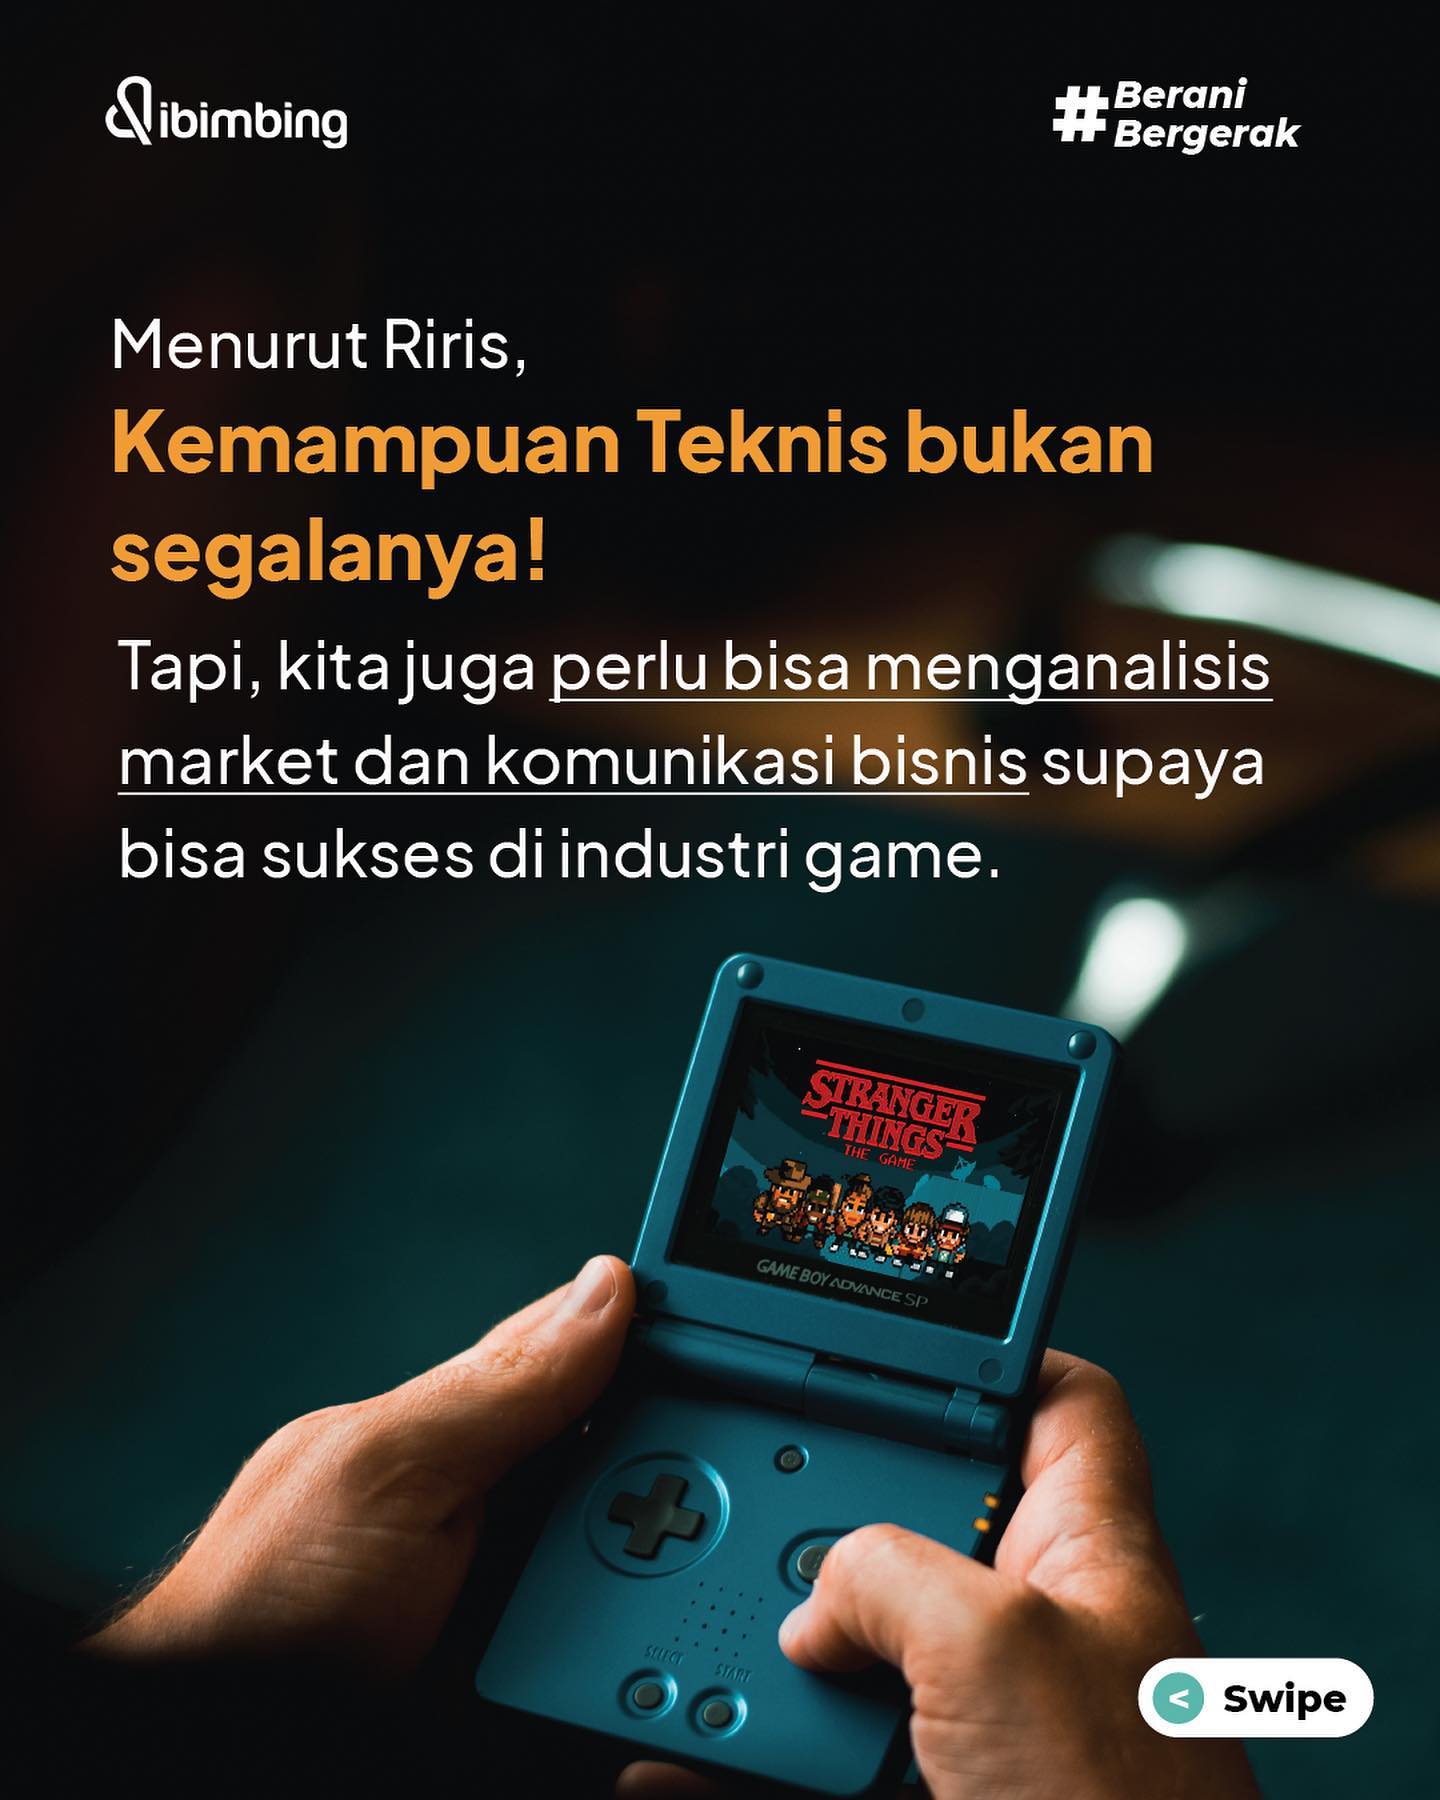 dibimbing
#Berani
Bergerak
Menurut Riris,
Kemampuan Teknis bukan
segalanya!
Tapi, kita juga perlu bisa menganalisis
market dan komunikasi bisnis supaya
bisa sukses di industri game.
STRANGER
THINGS
THE GAME
GAME BOY ADVANCE SP
SELECT
START
< Swipe